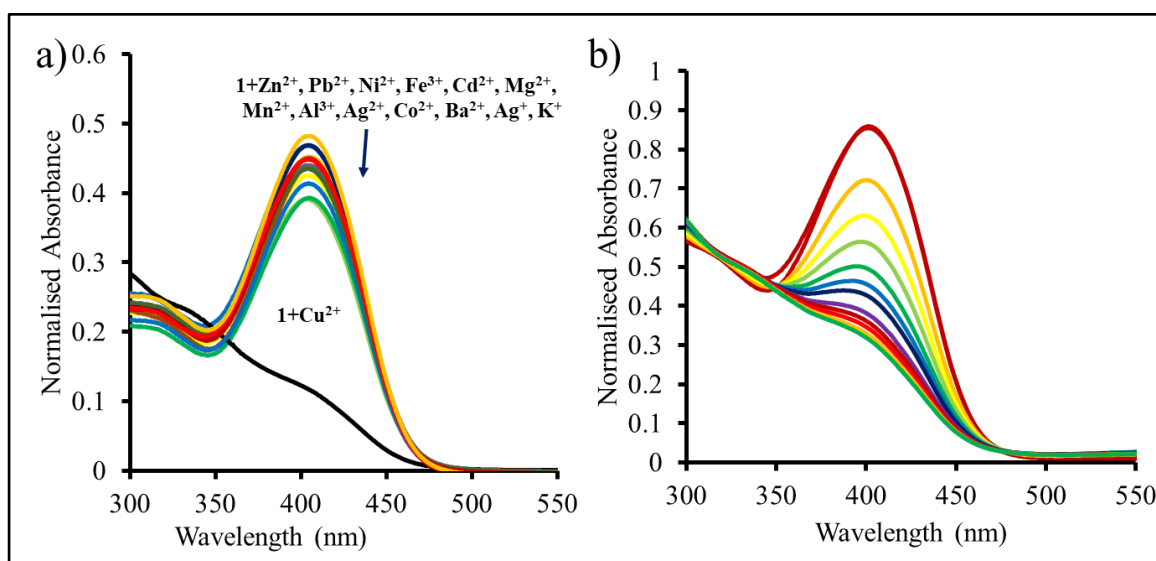 a)
1+Zn²⁺, Pb²⁺, Ni²⁺, Fe³⁺, Cd²⁺, Mg²⁺,
Mn²⁺, Al³⁺, Ag²⁺, Co²⁺, Ba²⁺, Ag⁺, K⁺
1+Cu²⁺
Normalised Absorbance
0.6
0.5
0.4
0.3
0.2
0.1
0
300 350 400 450 500 550
Wavelength (nm)
b)
Normaliseed Absorbance
1
0.9
0.8
0.7
0.6
0.5
0.4
0.3
0.2
0.1
0
300 350 400 450 500 550
Wavelength (nm)